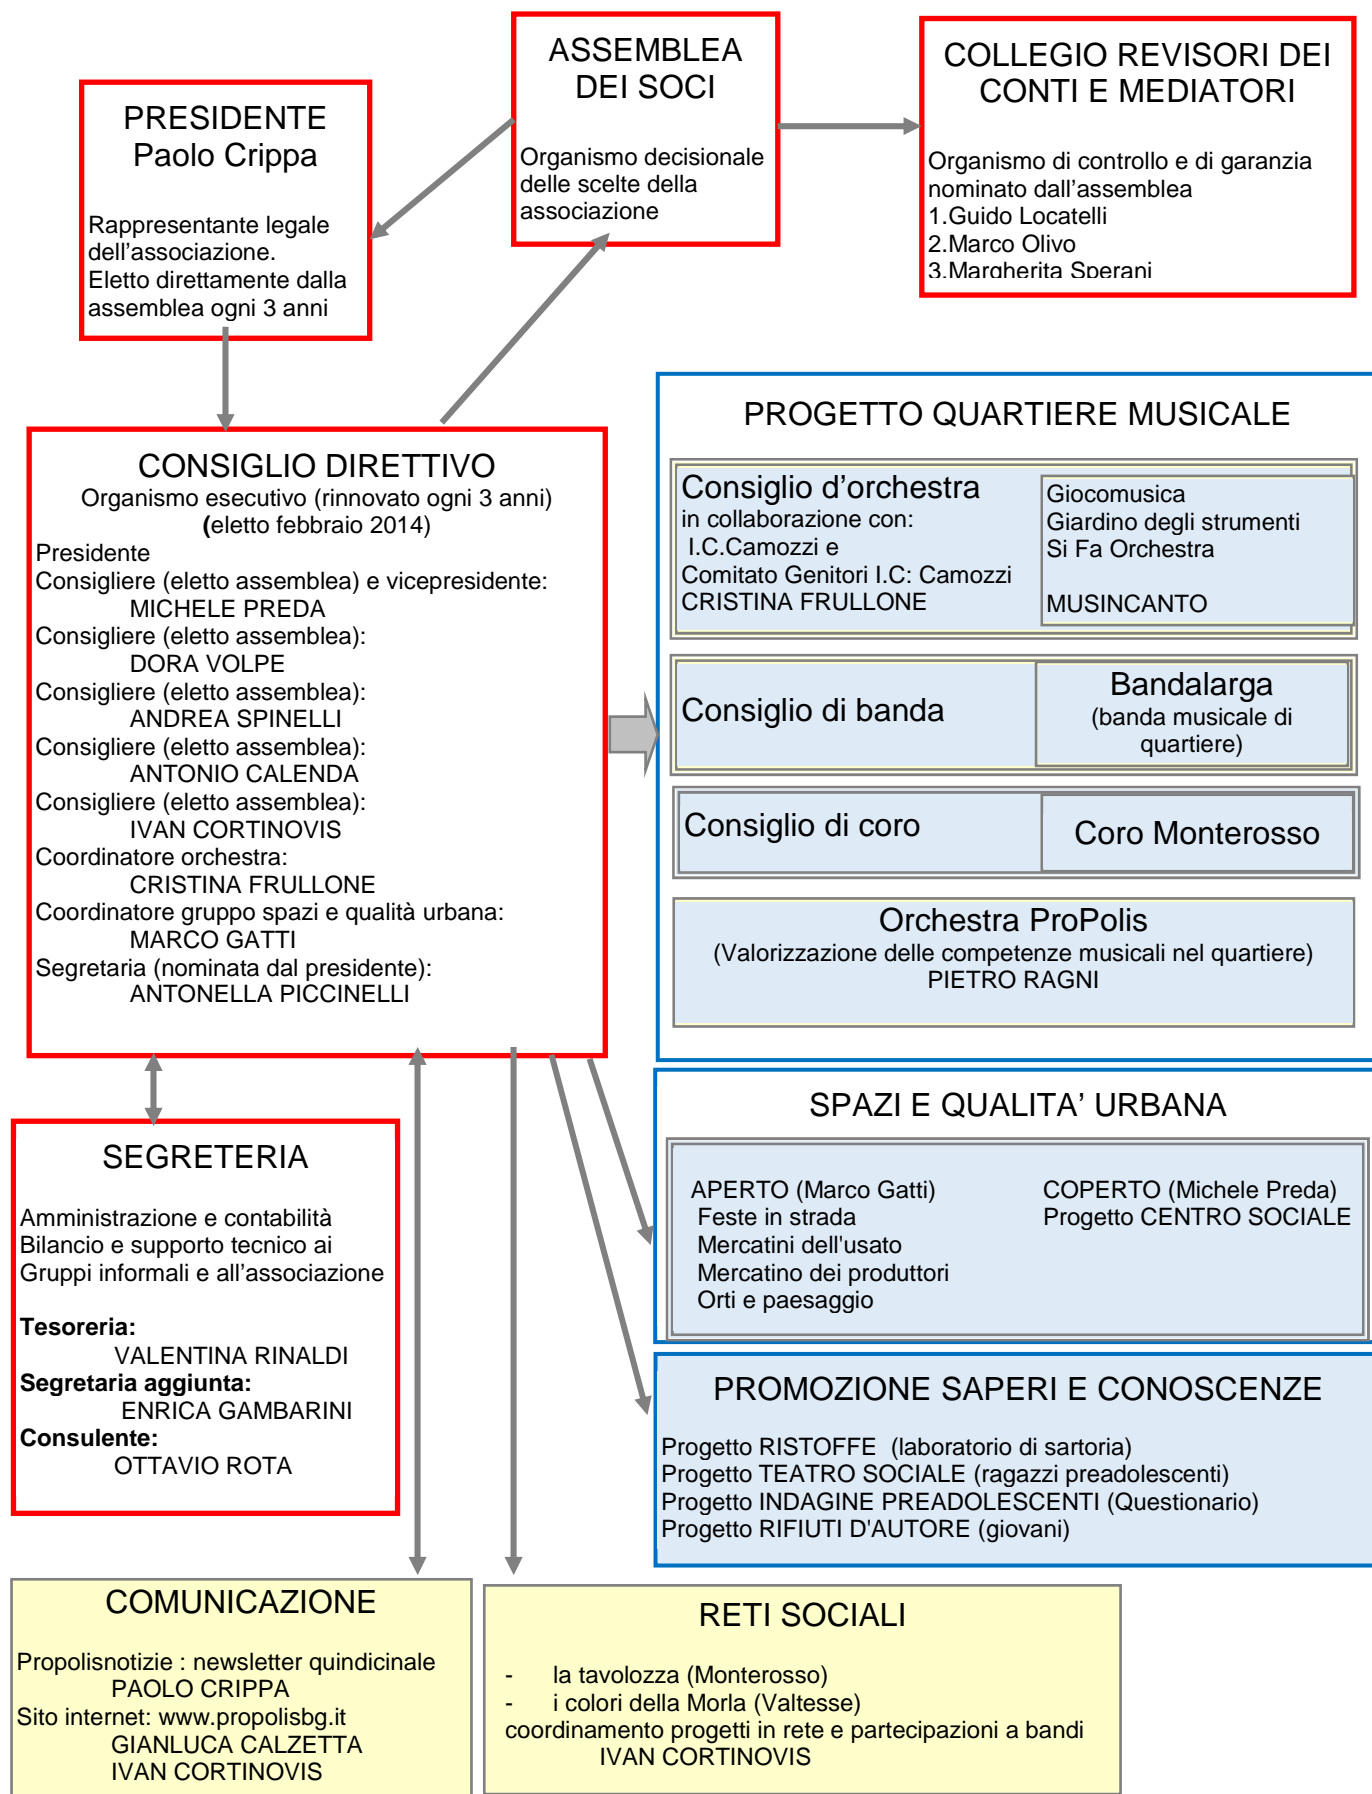 ASSEMBLEA
DEI SOCI
Organismo decisionale
delle scelte della
associazione
COLLEGIO REVISORI DEI
CONTI E MEDIATORI
Organismo di controllo e di garanzia
nominato dall'assemblea
1.Guido Locatelli
2.Marco Olivo
3.Margherita Sperani
PRESIDENTE
Paolo Crippa
Rappresentante legale
dell'associazione.
Eletto direttamente dalla
assemblea ogni 3 anni
CONSIGLIO DIRETTIVO
Organismo esecutivo (rinnovato ogni 3 anni)
(eletto febbraio 2014)
Presidente
Consigliere (eletto assemblea) e vicepresidente:
MICHELE PREDA
Consigliere (eletto assemblea):
DORA VOLPE
Consigliere (eletto assemblea):
ANDREA SPINELLI
Consigliere (eletto assemblea):
ANTONIO CALENDA
Consigliere (eletto assemblea):
IVAN CORTINOVIS
Coordinatore orchestra:
CRISTINA FRULLONE
Coordinatore gruppo spazi e qualità urbana:
MARCO GATTI
Segretaria (nominata dal presidente):
ANTONELLA PICCINELLI
PROGETTO QUARTIERE MUSICALE
Consiglio d'orchestra
in collaborazione con:
I.C.Camozzi e
Comitato Genitori I.C: Camozzi
CRISTINA FRULLONE
Giocomusica
Giardino degli strumenti
Si Fa Orchestra
MUSINCANTO
Consiglio di banda
Bandalarga
(banda musicale di
quartiere)
Consiglio di coro
Coro Monterosso
Orchestra ProPolis
(Valorizzazione delle competenze musicali nel quartiere)
PIETRO RAGNI
SPAZI E QUALITA' URBANA
APERTO (Marco Gatti)
Feste in strada
Mercatini dell'usato
Mercatino dei produttori
Orti e paesaggio
COPERTO (Michele Preda)
Progetto CENTRO SOCIALE
SEGRETERIA
Amministrazione e contabilità
Bilancio e supporto tecnico ai
Gruppi informali e all'associazione
Tesoreria:
VALENTINA RINALDI
Segretaria aggiunta:
ENRICA GAMBARINI
Consulente:
OTTAVIO ROTA
PROMOZIONE SAPERI E CONOSCENZE
Progetto RISTOFFE (laboratorio di sartoria)
Progetto TEATRO SOCIALE (ragazzi preadolescenti)
Progetto INDAGINE PREADOLESCENTI (Questionario)
Progetto RIFIUTI D'AUTORE (giovani)
COMUNICAZIONE
Propolisnotizie : newsletter quindicinale
PAOLO CRIPPA
Sito internet: www.propolisbg.it
GIANLUCA CALZETTA
IVAN CORTINOVIS
RETI SOCIALI
- la tavolozza (Monterosso)
- i colori della Morla (Valtesse)
coordinamento progetti in rete e partecipazioni a bandi
IVAN CORTINOVIS